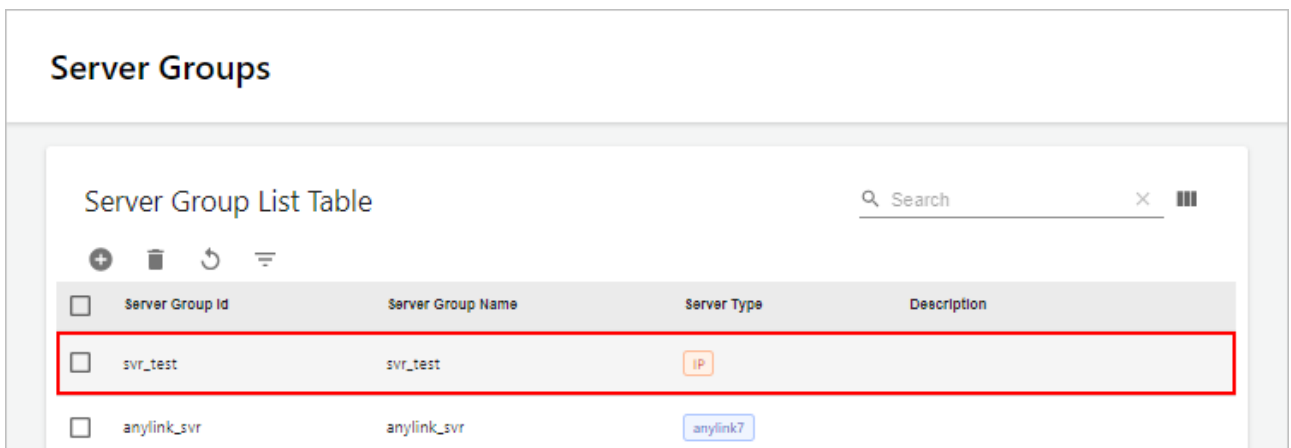 Server Groups
Server Group List Table
Search
Server Group Id Server Group Name Server Type Description
svr_test svr_test IP
anylink_svr anylink_svr anylink7